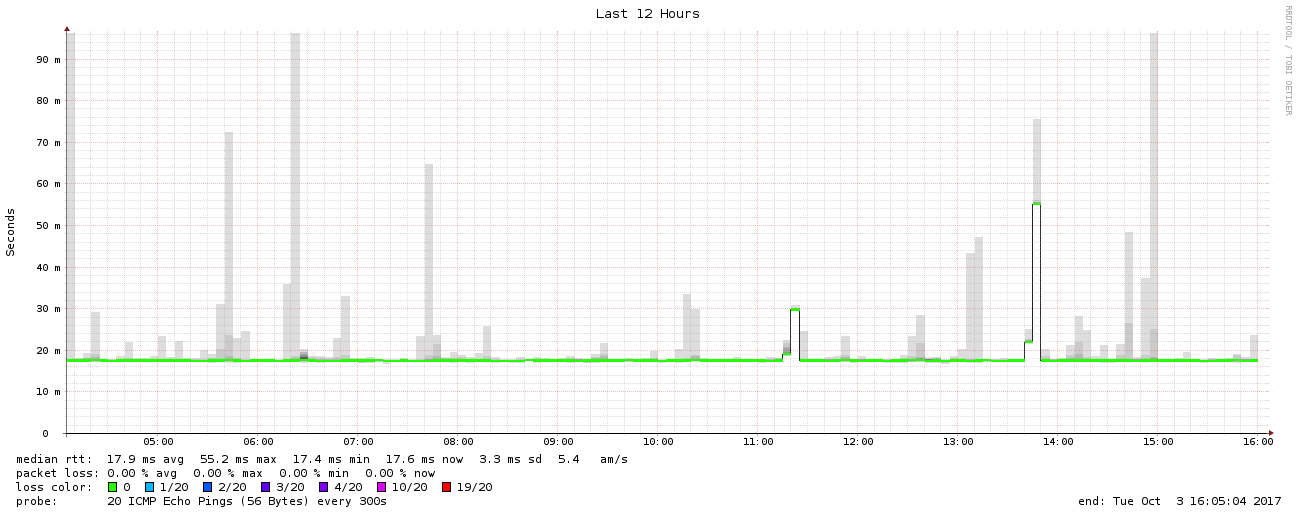 Last 12 Hours
RRDTOOL / TOBI OETIKER
Seconds
90 m
80 m
70 m
60 m
50 m
40 m
30 m
20 m
10 m
0
05:00 06:00 07:00 08:00 09:00 10:00 11:00 12:00 13:00 14:00 15:00 16:00
median rtt: 17.9 ms avg 55.2 ms max 17.4 ms min 17.6 ms now 3.3 ms sd 5.4 am/s
packet loss: 0.00 % avg 0.00 % max 0.00 % min 0.00 % now
loss color: 0 1/20 2/20 3/20 4/20 10/20 19/20
probe: 20 ICMP Echo Pings (56 Bytes) every 300s end: Tue Oct 3 16:05:04 2017